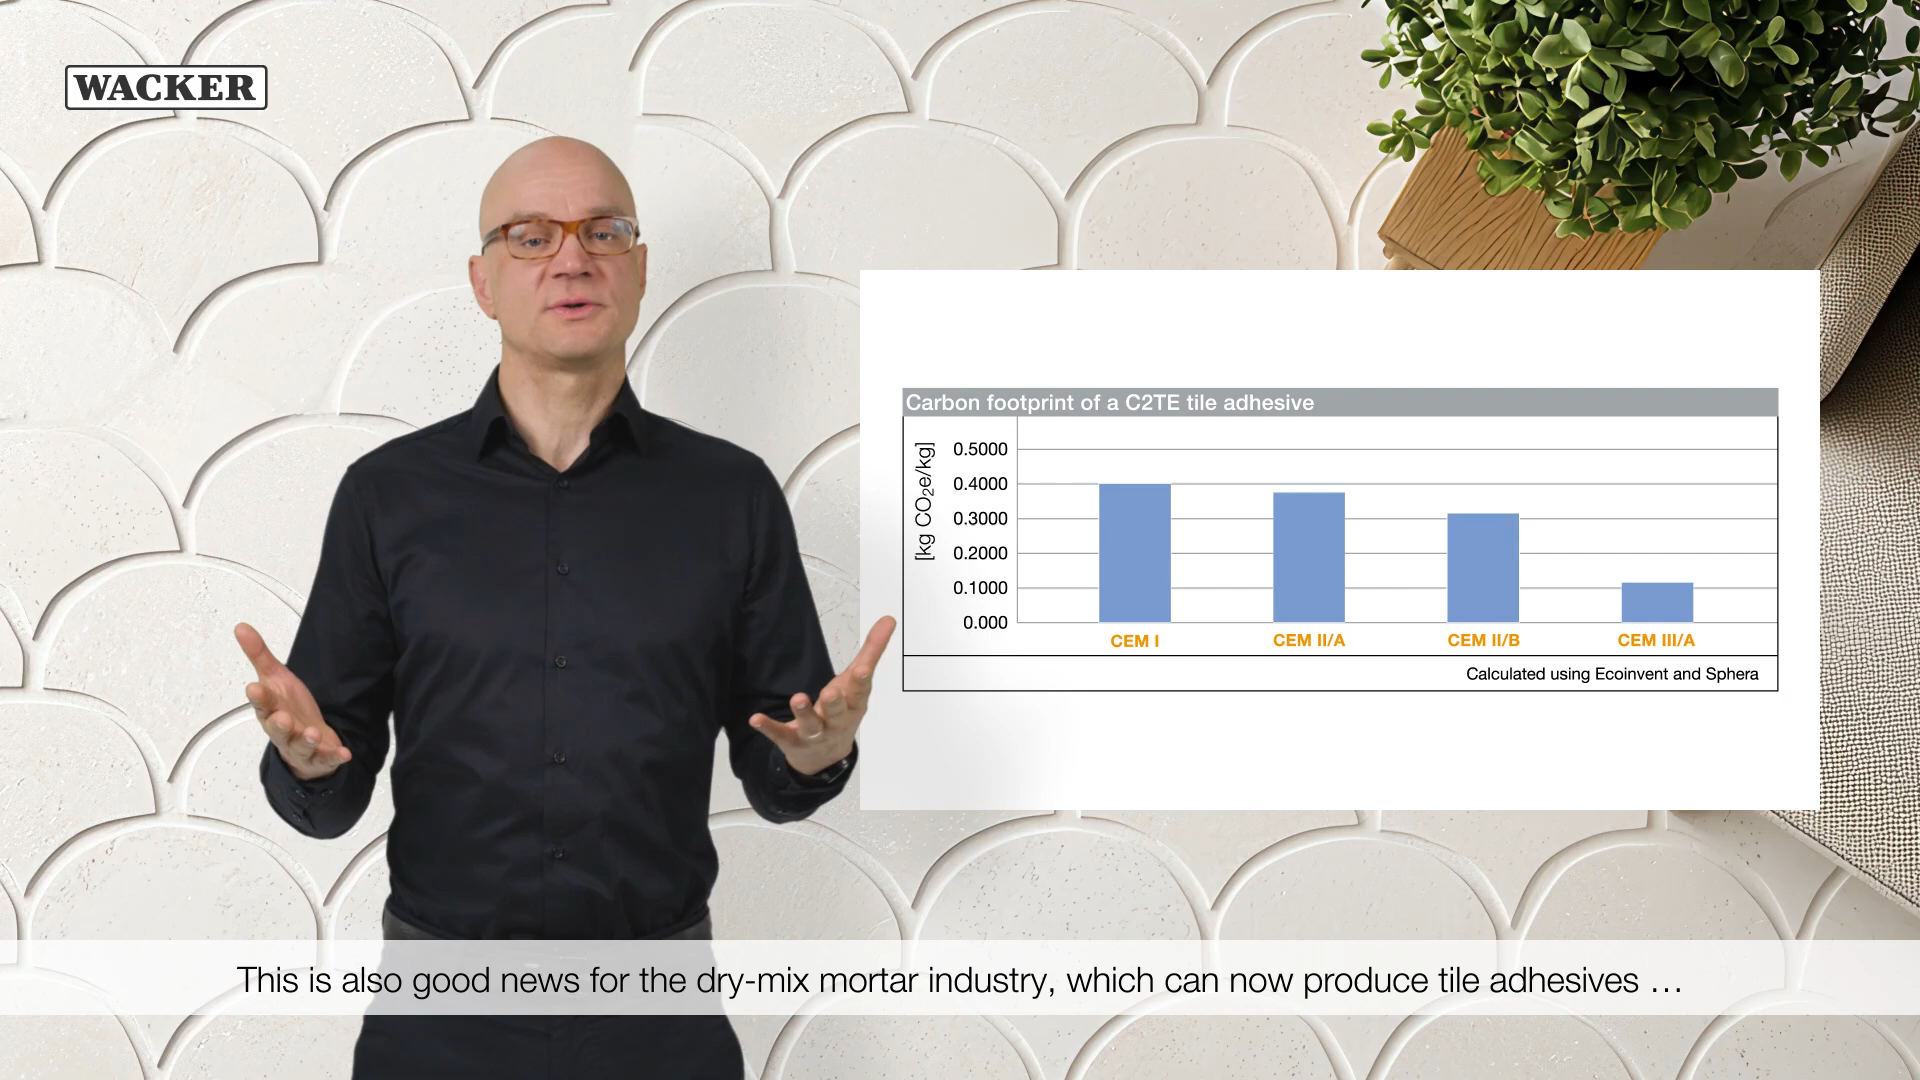 WACKER
Carbon footprint of a C2TE tile adhesive
[kg CO₂e/kg]
0.5000
0.4000
0.3000
0.2000
0.1000
0.000
CEM I CEM II/A CEM II/B CEM III/A
Calculated using Ecoinvent and Sphera
This is also good news for the dry-mix mortar industry, which can now produce tile adhesives …